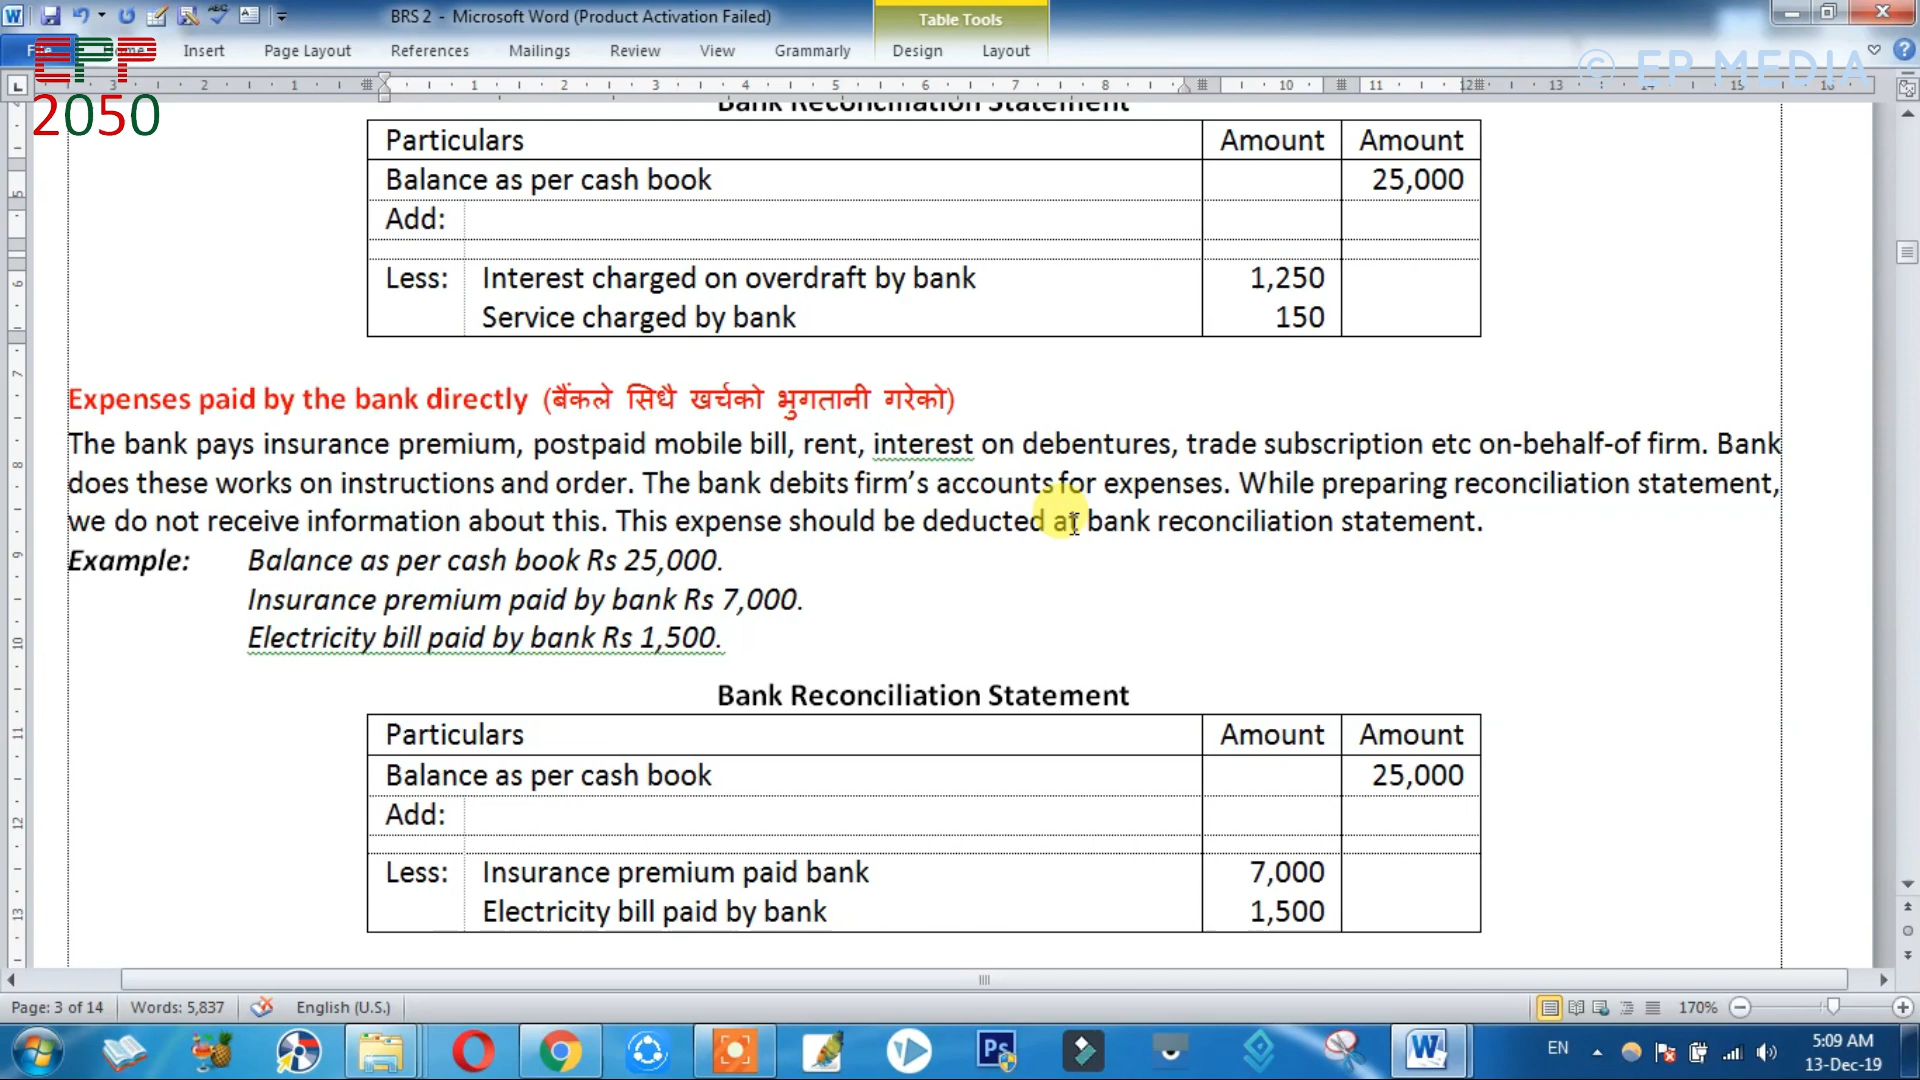 BRS 2 - Microsoft Word (Product Activation Failed)
Table Tools
File Home Insert Page Layout References Mailings Review View Grammarly Design Layout
EPP
2050
© EP MEDIA
Bank Reconciliation Statement
Particulars Amount Amount
Balance as per cash book 25,000
Add:
Less: Interest charged on overdraft by bank 1,250
Service charged by bank 150
Expenses paid by the bank directly (बैंकले सिधै खर्चको भुगतानी गरेको)
The bank pays insurance premium, postpaid mobile bill, rent, interest on debentures, trade subscription etc on-behalf-of firm. Bank
does these works on instructions and order. The bank debits firm’s accounts for expenses. While preparing reconciliation statement,
we do not receive information about this. This expense should be deducted at bank reconciliation statement.
Example: Balance as per cash book Rs 25,000.
Insurance premium paid by bank Rs 7,000.
Electricity bill paid by bank Rs 1,500.
Bank Reconciliation Statement
Particulars Amount Amount
Balance as per cash book 25,000
Add:
Less: Insurance premium paid bank 7,000
Electricity bill paid by bank 1,500
Page: 3 of 14 Words: 5,837 English (U.S.) 170%
EN 5:09 AM
13-Dec-19